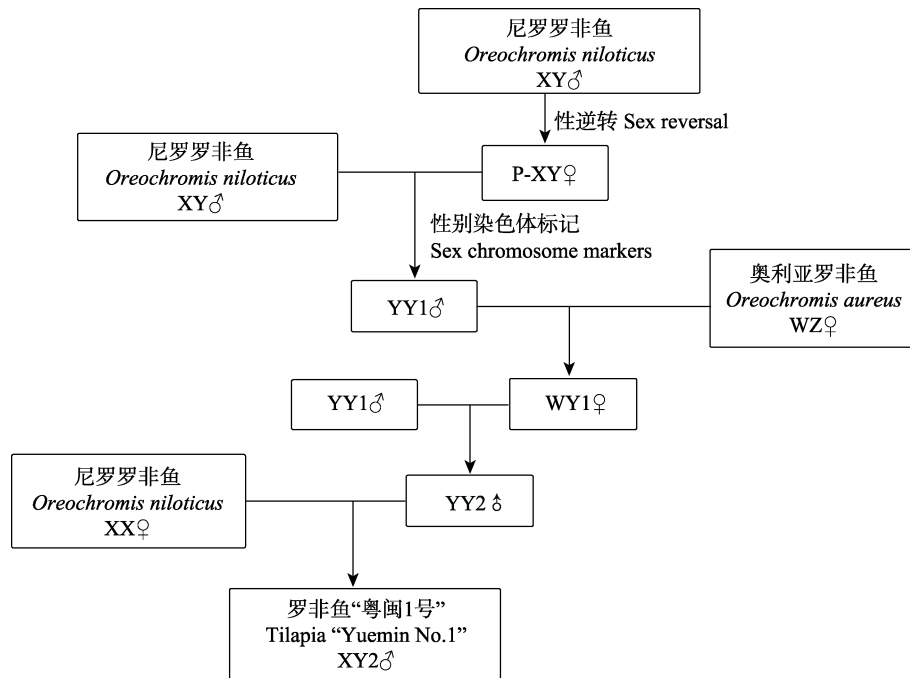 尼罗罗非鱼
Oreochromis niloticus
XY♂
性逆转 Sex reversal
尼罗罗非鱼
Oreochromis niloticus
XY♂
P-XY♀
性别染色体标记
Sex chromosome markers
YY1♂
奥利亚罗非鱼
Oreochromis aureus
WZ♀
YY1♂
WY1♀
尼罗罗非鱼
Oreochromis niloticus
XX♀
YY2⚨
罗非鱼“粤闽1号”
Tilapia “Yuemin No.1”
XY2♂